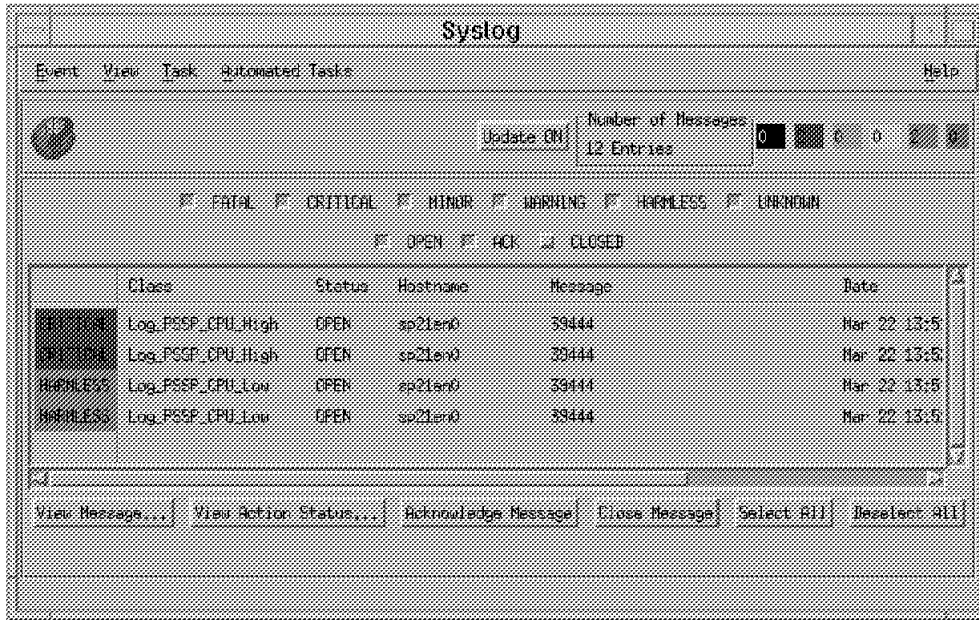 Syslog
Event View Task Automated Tasks Help
Update ON Number of Messages 0 0 0 2
12 Entries
FATAL CRITICAL MINOR WARNING HARMLESS UNKNOWN
OPEN ACK CLOSED
Class Status Hostname Message Date
CRITICAL Log_PSSP_CPU_High OPEN sp21en0 39444 Mar 22 13:5
CRITICAL Log_PSSP_CPU_High OPEN sp21en0 39444 Mar 22 13:5
HARMLESS Log_PSSP_CPU_Low OPEN sp21en0 39444 Mar 22 13:5
HARMLESS Log_PSSP_CPU_Low OPEN sp21en0 39444 Mar 22 13:5
View Message... View Action Status... Acknowledge Message Close Message Select All Deselect All